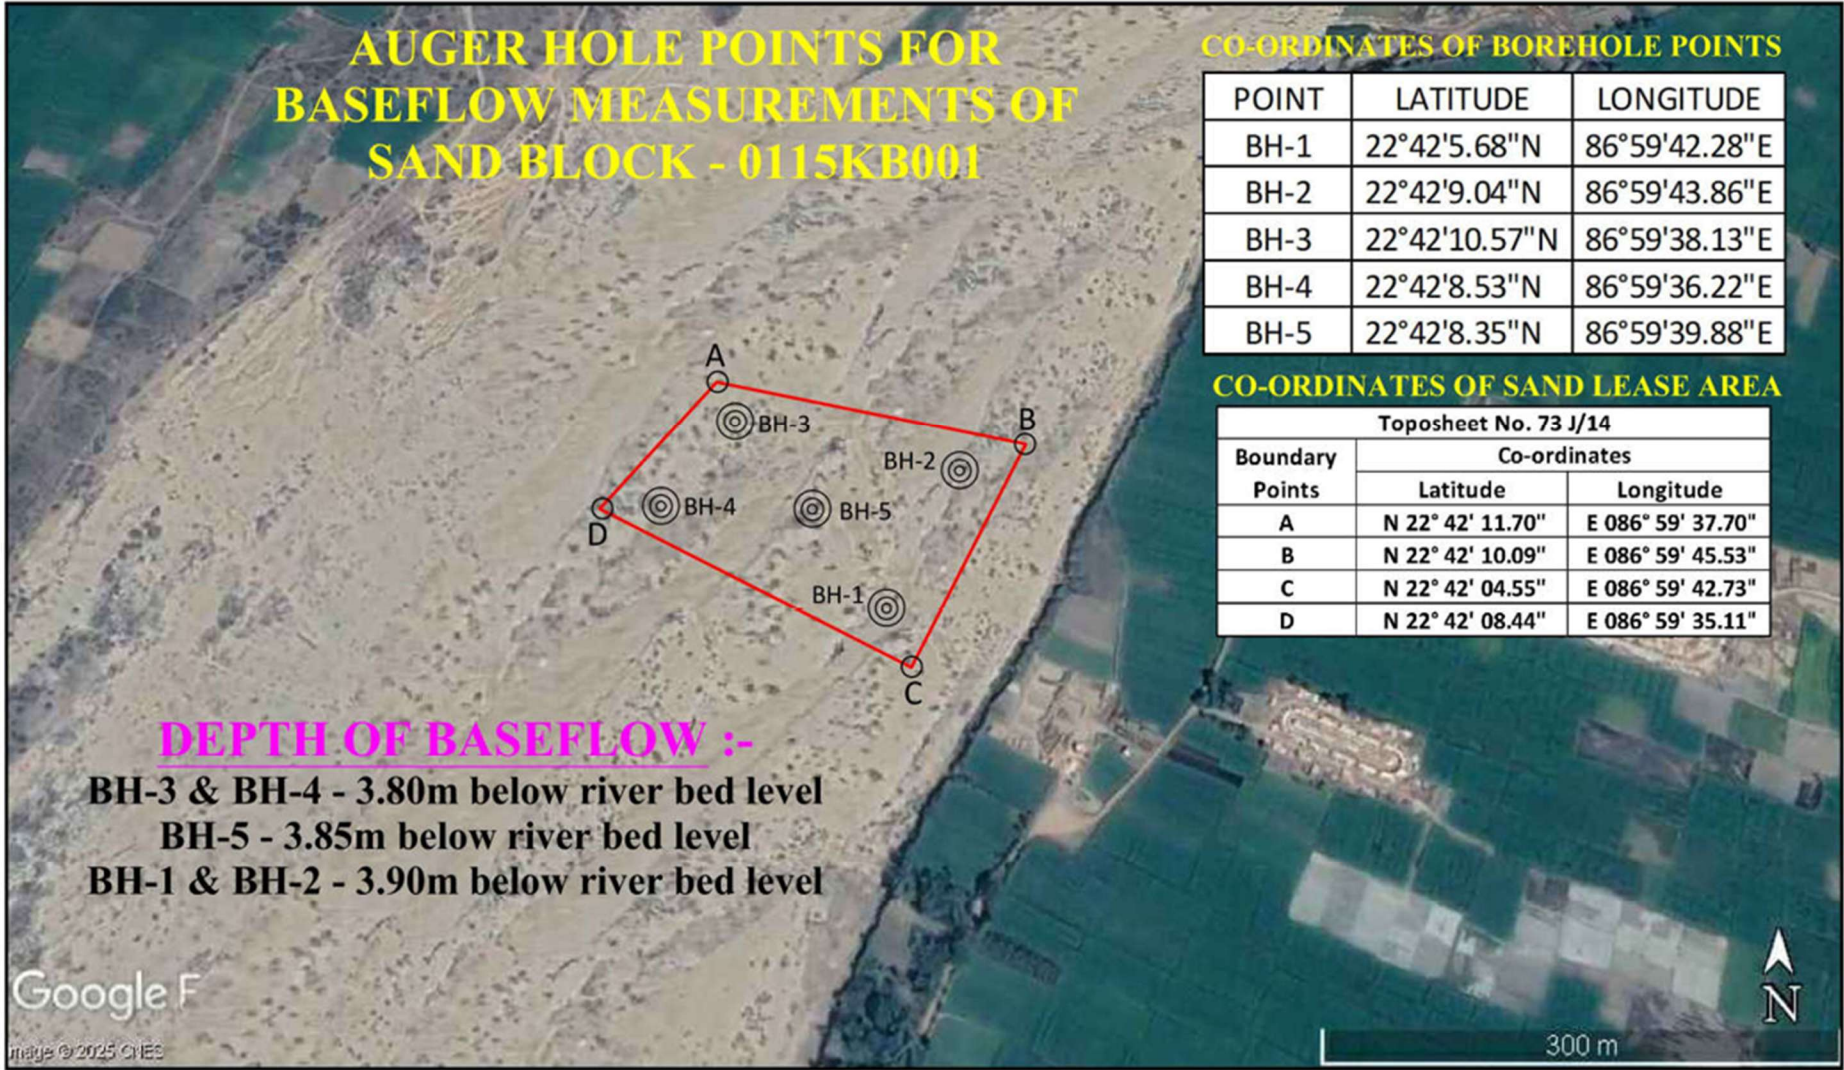 AUGER HOLE POINTS FOR
BASEFLOW MEASUREMENTS OF
SAND BLOCK - 0115KB001
CO-ORDINATES OF BOREHOLE POINTS
POINT LATITUDE LONGITUDE
BH-1 22°42'5.68"N 86°59'42.28"E
BH-2 22°42'9.04"N 86°59'43.86"E
BH-3 22°42'10.57"N 86°59'38.13"E
BH-4 22°42'8.53"N 86°59'36.22"E
BH-5 22°42'8.35"N 86°59'39.88"E
CO-ORDINATES OF SAND LEASE AREA
Toposheet No. 73 J/14
Boundary Points Co-ordinates
Latitude Longitude
A N 22° 42' 11.70" E 086° 59' 37.70"
B N 22° 42' 10.09" E 086° 59' 45.53"
C N 22° 42' 04.55" E 086° 59' 42.73"
D N 22° 42' 08.44" E 086° 59' 35.11"
A
BH-3
B
BH-2
BH-4
BH-5
D
BH-1
C
DEPTH OF BASEFLOW :-
BH-3 & BH-4 - 3.80m below river bed level
BH-5 - 3.85m below river bed level
BH-1 & BH-2 - 3.90m below river bed level
Google
mage © 2025 CNES
N
300 m